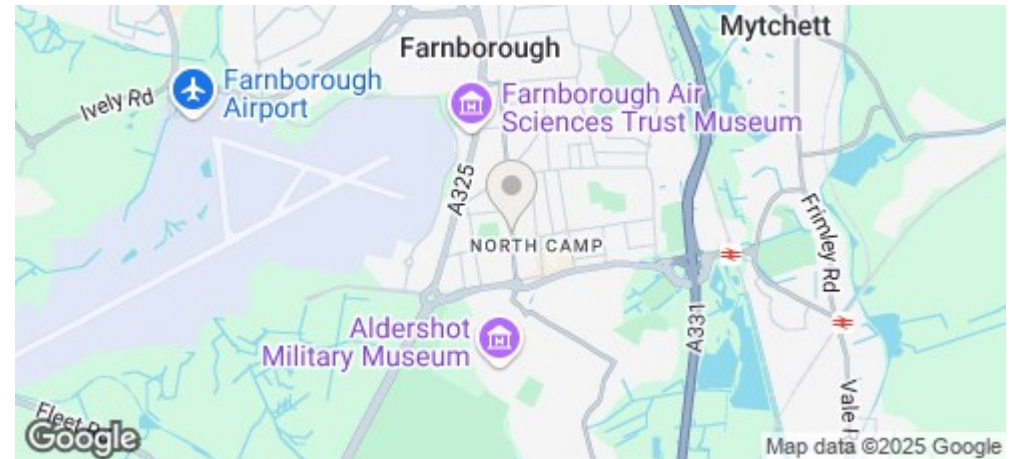 Farnborough
Mytchett
Farnborough
Airport
Ively Rd
Farnborough Air
Sciences Trust Museum
A325
NORTH CAMP
Frimley Rd
Aldershot
Military Museum
A331
Vale R
Fleet
Google
Map data ©2025 Google